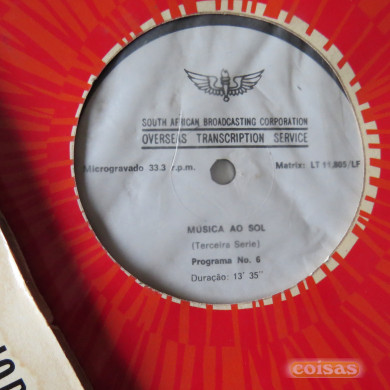 SOUTH AFRICAN BROADCASTING CORPORATION
OVERSEAS TRANSCRIPTION SERVICE
Microgravado 33.3 r.p.m.
Matrix: LT 11,805/LF
MÚSICA AO SOL
(Terceira Serie)
Programa No. 6
Duração: 13' 35"
coisas